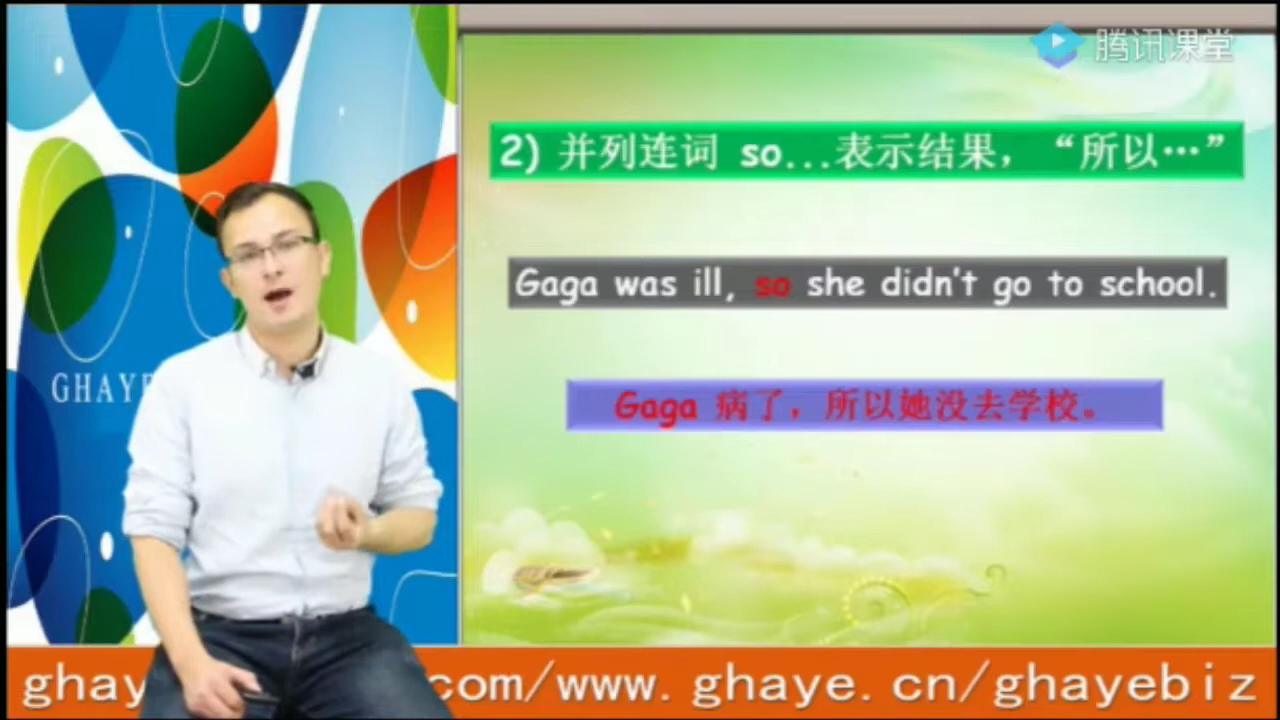 腾讯课堂
2) 并列连词 so...表示结果，“所以…”
Gaga was ill, so she didn't go to school.
Gaga 病了，所以她没去学校。
GHAYE
ghay com/www.ghaye.cn/ghayebiz